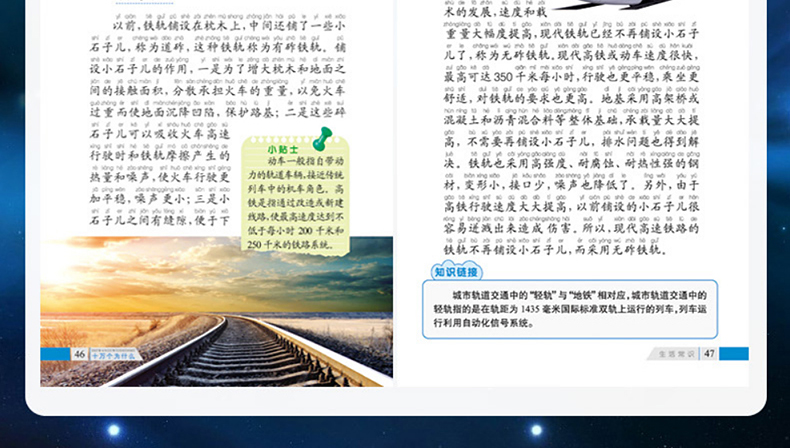 以前,铁轨铺设在枕木上,中间还铺了一些小
石子儿,称为道砟,这种铁轨称为有砟铁轨。铺
设小石子儿的作用,一是为了增大枕木和地面之
间的接触面积,分散承担火车的重量,以免火车
过重而使地面沉降凹陷,保护路基;二是这些碎
石子儿可以吸收火车高速
行驶时和铁轨摩擦产生的
热量和噪声,使火车行驶更
加平稳,噪声更小;三是小
石子儿之间有缝隙,便于下
小贴士
动车一般指自带动
力的轨道车辆,接近传统
列车中的机车角色。高
铁是指通过改造或新建
线路,使最高速度达到不
低于每小时 200 千米和
250 千米的铁路系统。
46
十万个为什么
术的发展,速度和载
重量大幅度提高,现代铁轨已经不再铺设小石子
儿了,称为无砟铁轨。现代高铁或动车速度很快,
最高可达350千米每小时,行驶也更平稳,乘坐更
舒适,对铁轨的要求也更高。地基采用高架桥或
混凝土和沥青混合料等整体基础,承载量大大提
高,不需要再铺设小石子儿,排水问题也得到解
决。铁轨也采用高强度、耐腐蚀、耐热性强的钢
材,变形小,接口少,噪声也降低了。另外,由于
高铁行驶速度大大提高,以前铺设的小石子儿很
容易迸溅出来造成 伤害。所以,现代高速铁路的
铁轨不再铺设小石子儿,而采用无砟铁轨。
知识链接
城市轨道交通中的“轻轨”与“地铁”相对应,城市轨道交通中的
轻轨指的是在轨距为 1435 毫米国际标准双轨上运行的列车,列车运
行利用自动化信号系统。
生活常识
47